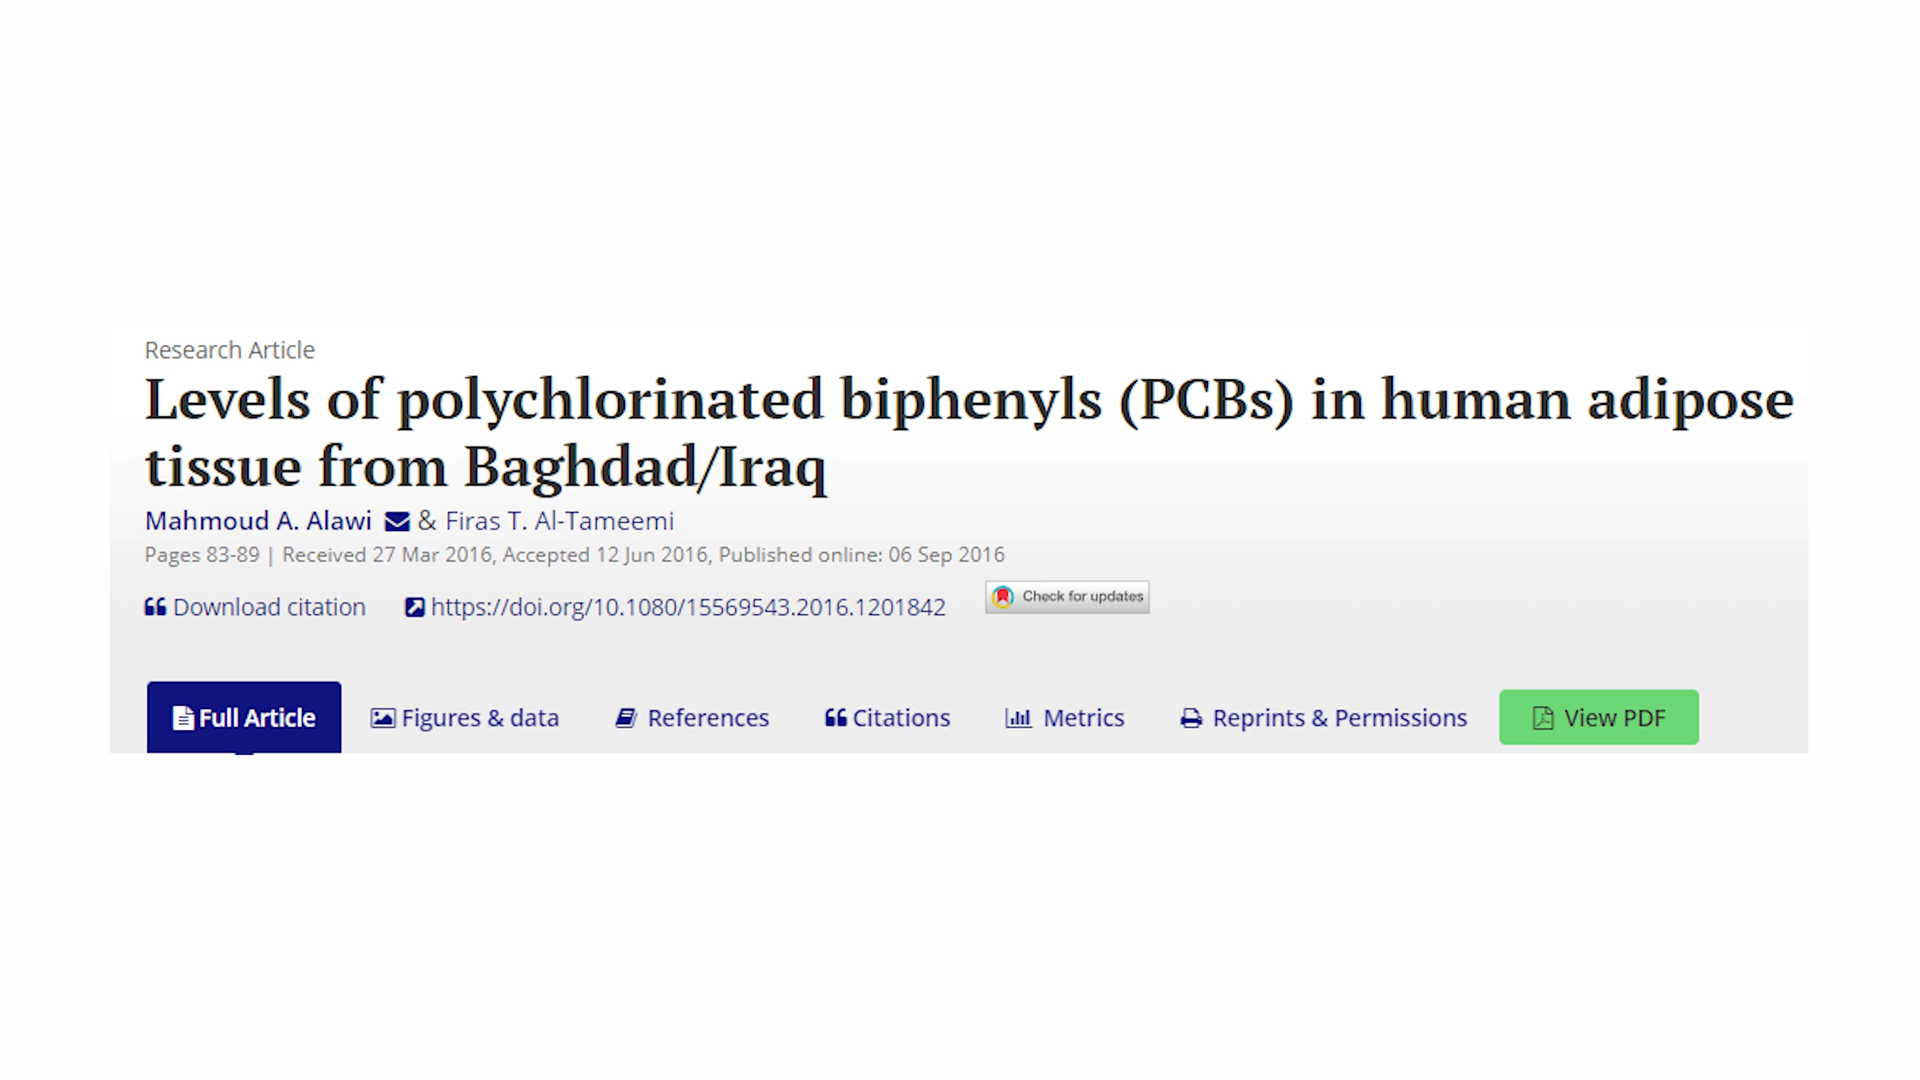 Research Article
Levels of polychlorinated biphenyls (PCBs) in human adipose
tissue from Baghdad/Iraq
Mahmoud A. Alawi & Firas T. Al-Tameemi
Pages 83-89 | Received 27 Mar 2016, Accepted 12 Jun 2016, Published online: 06 Sep 2016
Download citation https://doi.org/10.1080/15569543.2016.1201842 Check for updates
Full Article Figures & data References Citations Metrics Reprints & Permissions View PDF